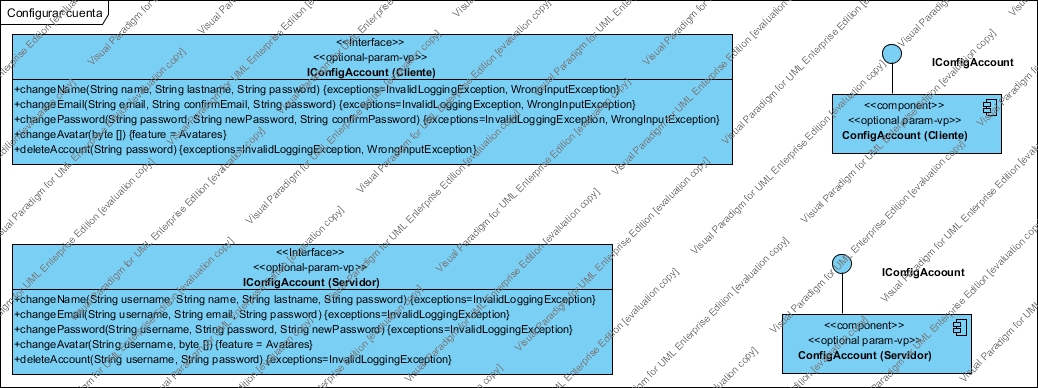 Configurar cuenta
<<Interface>>
<<optional-param-vp>>
IConfigAccount (Cliente)
+changeName(String name, String lastname, String password) {exceptions=InvalidLoggingException, WrongInputException}
+changeEmail(String email, String confirmEmail, String password) {exceptions=InvalidLoggingException, WrongInputException}
+changePassword(String password, String newPassword, String confirmPassword) {exceptions=InvalidLoggingException, WrongInputException}
+changeAvatar(byte []) {feature = Avatares}
+deleteAccount(String password) {exceptions=InvalidLoggingException, WrongInputException}
IConfigAccount
<<component>>
<<optional param-vp>>
ConfigAccount (Cliente)
<<Interface>>
<<optional-param-vp>>
IConfigAccount (Servidor)
+changeName(String username, String name, String lastname, String password) {exceptions=InvalidLoggingException}
+changeEmail(String username, String email, String password) {exceptions=InvalidLoggingException}
+changePassword(String username, String password, String newPassword) {exceptions=InvalidLoggingException}
+changeAvatar(String username, byte []) {feature = Avatares}
+deleteAccount(String username, String password) {exceptions=InvalidLoggingException}
IConfigAcoount
<<component>>
<<optional param-vp>>
ConfigAccount (Servidor)
Visual Paradigm for UML Enterprise Edition [evaluation copy]